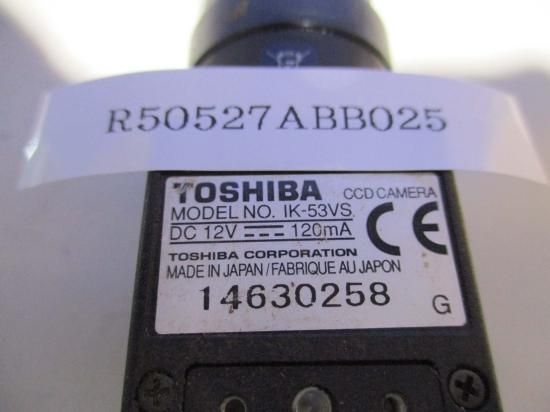 R50527ABB025
TOSHIBA CCD CAMERA
MODEL NO. IK-53VS
DC 12V 120mA
CE
TOSHIBA CORPORATION
MADE IN JAPAN/FABRIQUE AU JAPON
14630258 G